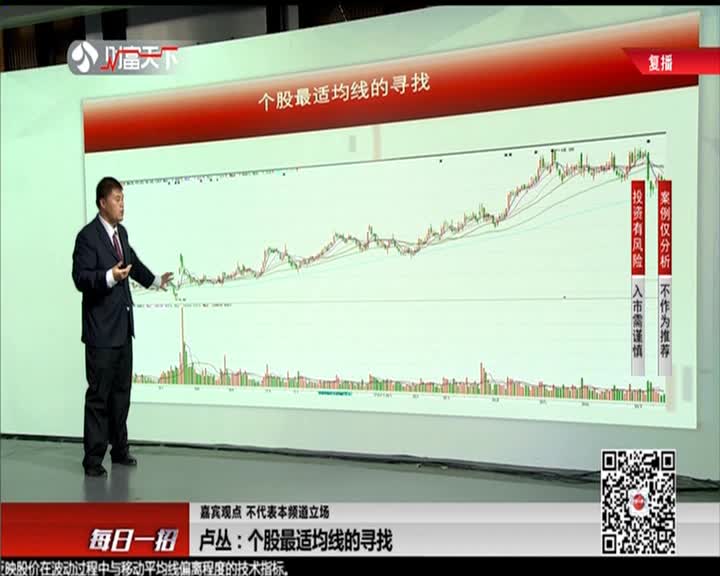 财富天下
复播
个股最适均线的寻找
投资有风险 入市需谨慎
案例仅分析 不作为推荐
嘉宾观点 不代表本频道立场
每日一招
卢丛：个股最适均线的寻找
映股价在波动过程中与移动平均线偏离程度的技术指标。